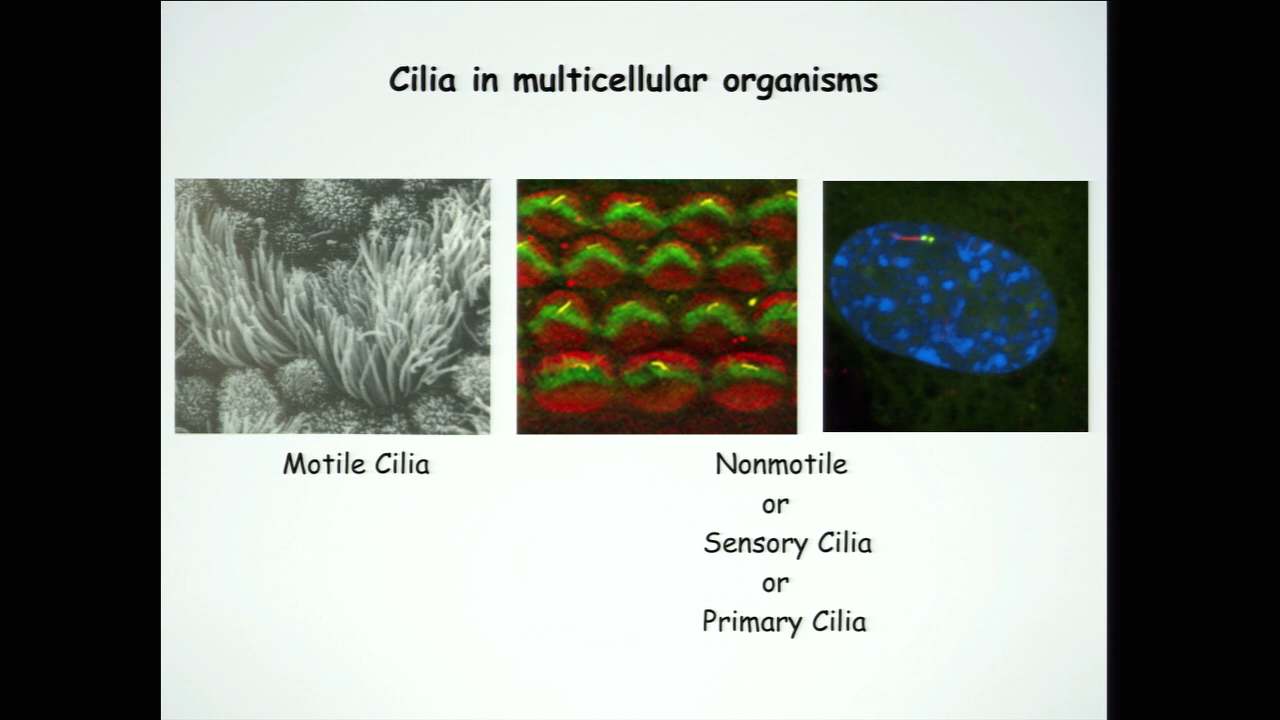 Cilia in multicellular organisms
Motile Cilia
Nonmotile
or
Sensory Cilia
or
Primary Cilia